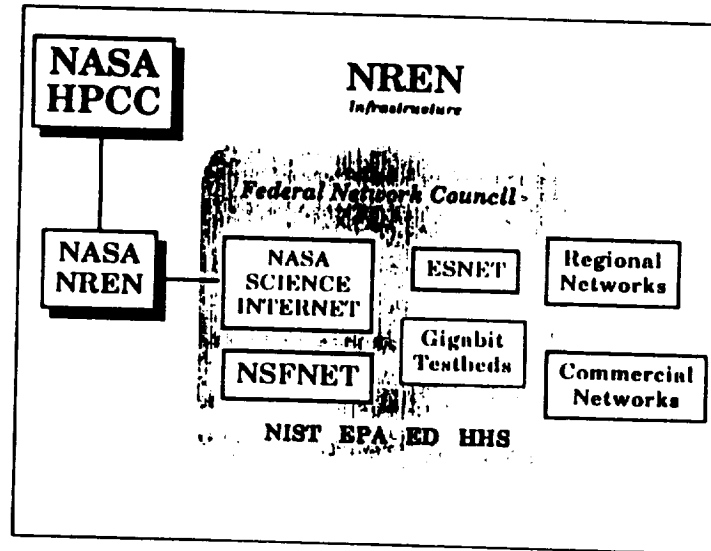 NASA
HPCC
NREN
Infrastructure
Federal Network Council
NASA
NREN
NASA
SCIENCE
INTERNET
ESNET
Regional
Networks
NSFNET
Gigabit
Testbeds
Commercial
Networks
NIST EPA ED HHS